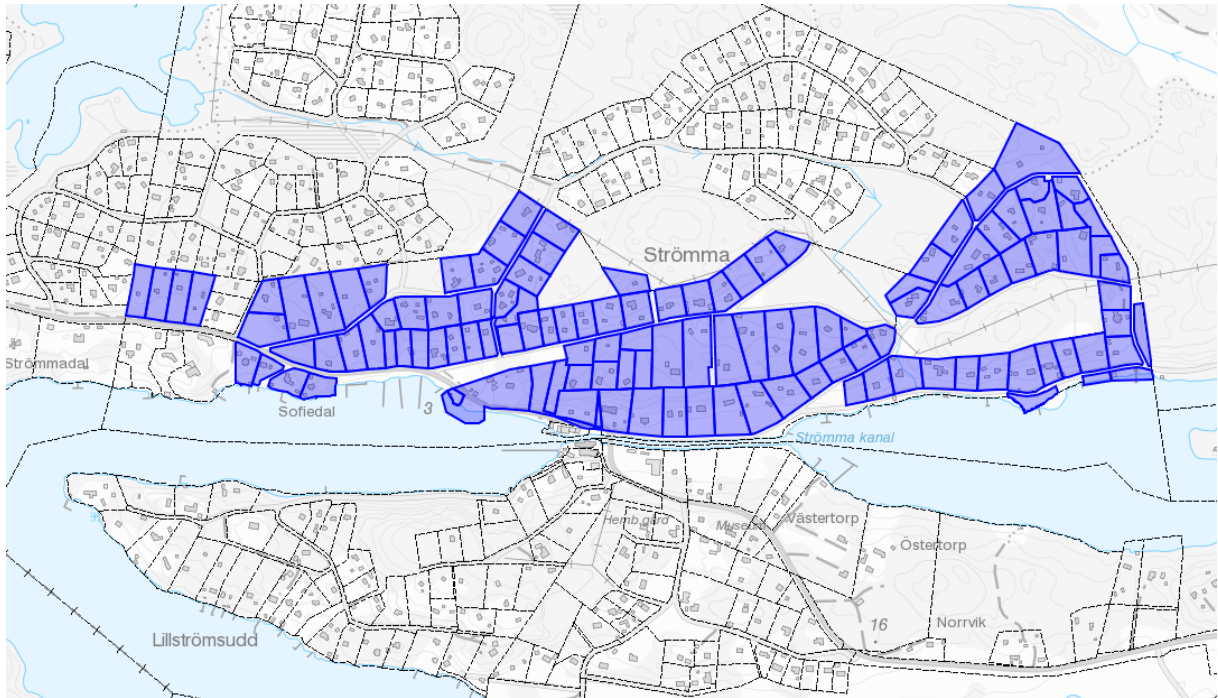 Strömma
Strömmadal
Sofiedal
3
Strömma kanal
Hemb.gård
Museum
Västertorp
Östertorp
16
Norrvik
Lillströmsudd